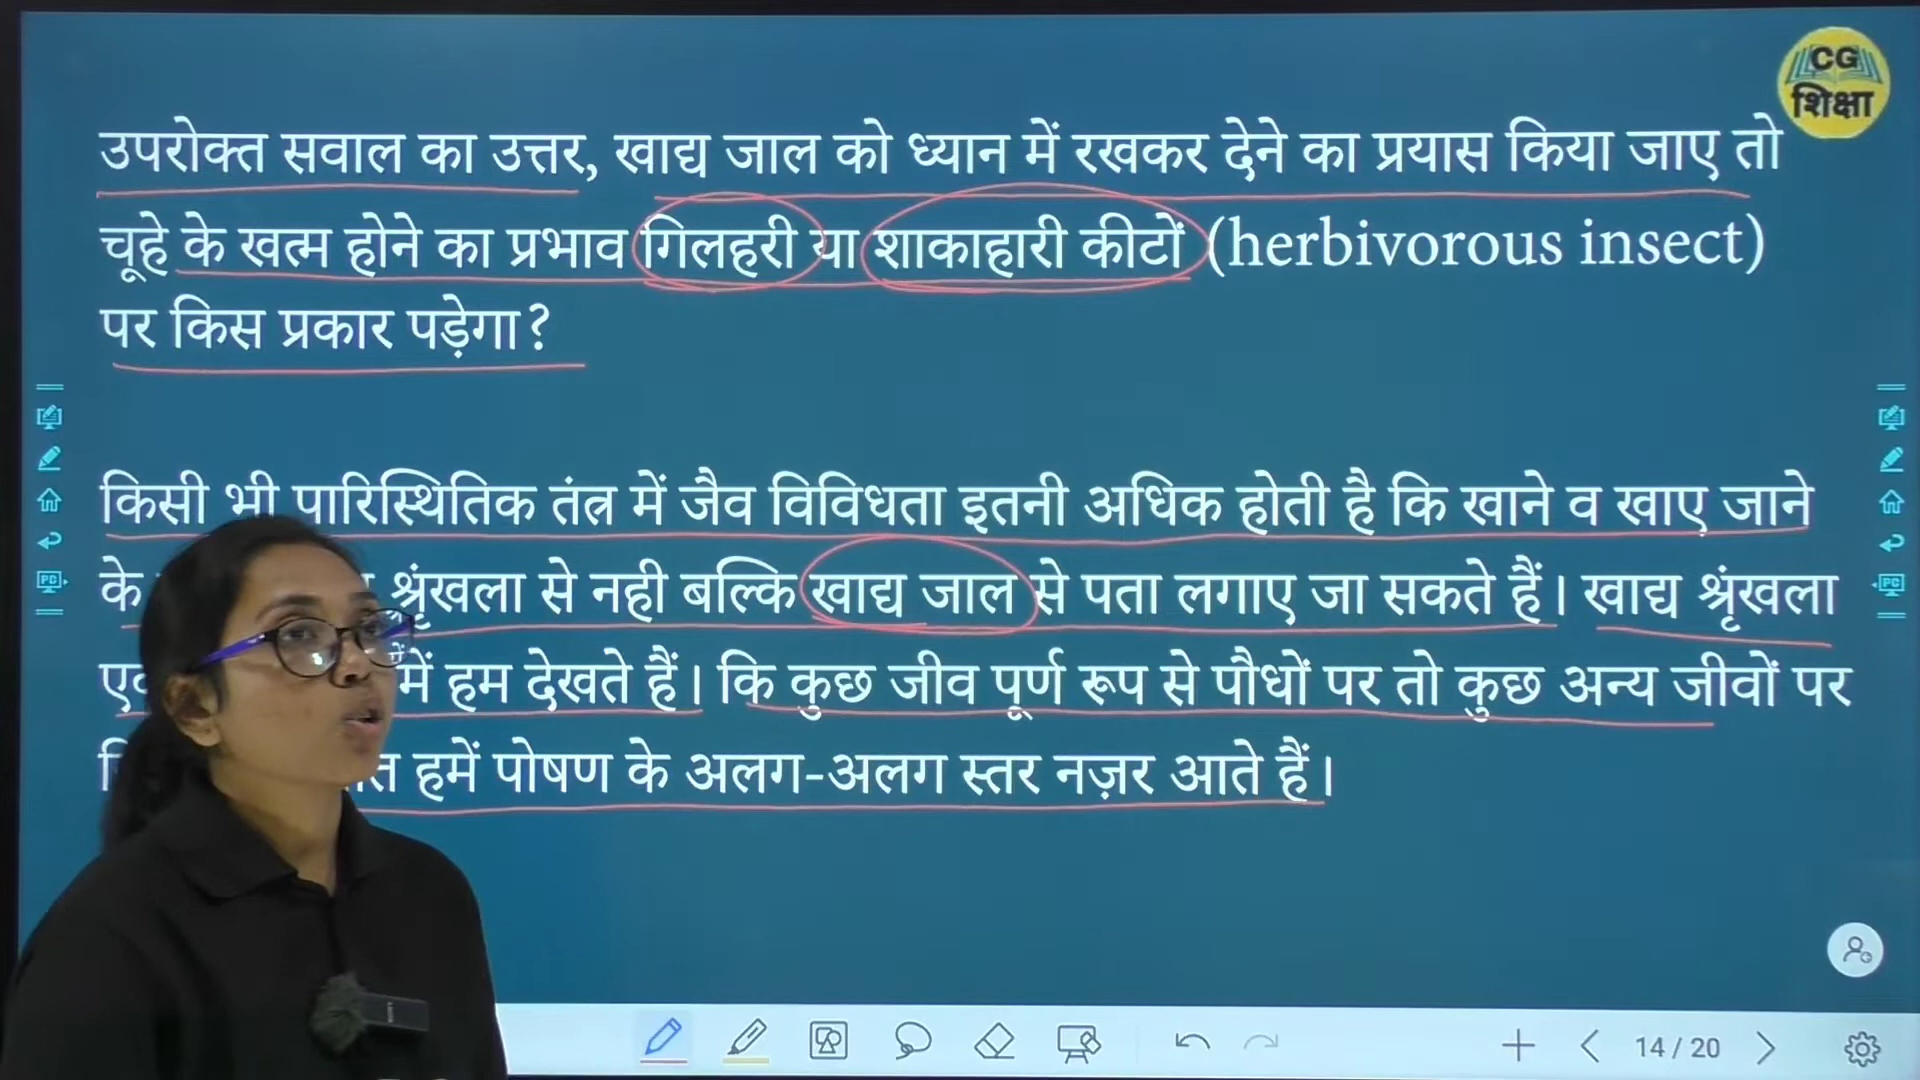 CG
शिक्षा
उपरोक्त सवाल का उत्तर, खाद्य जाल को ध्यान में रखकर देने का प्रयास किया जाए तो
चूहे के खत्म होने का प्रभाव गिलहरी या शाकाहारी कीटों (herbivorous insect)
पर किस प्रकार पड़ेगा?
किसी भी पारिस्थितिक तंत्र में जैव विविधता इतनी अधिक होती है कि खाने व खाए जाने
के श्रृंखला से नही बल्कि खाद्य जाल से पता लगाए जा सकते हैं। खाद्य श्रृंखला
में हम देखते हैं। कि कुछ जीव पूर्ण रूप से पौधों पर तो कुछ अन्य जीवों पर
हमें पोषण के अलग-अलग स्तर नज़र आते हैं।
PC
PC
14 / 20